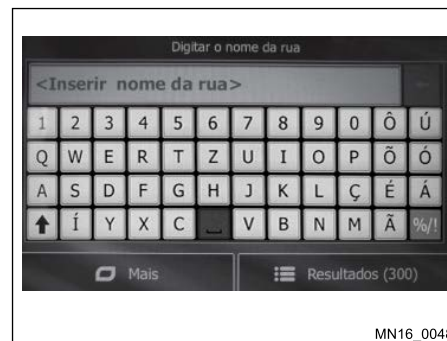 Digitar o nome da rua
<Inserir nome da rua>
1 2 3 4 5 6 7 8 9 0 Ô Ú
Q W E R T Z U I O P Õ Ó
A S D F G H J K L Ç É Á
Í Y X C V B N M Ã %/!
Mais Resultados (300)
MN16_0048